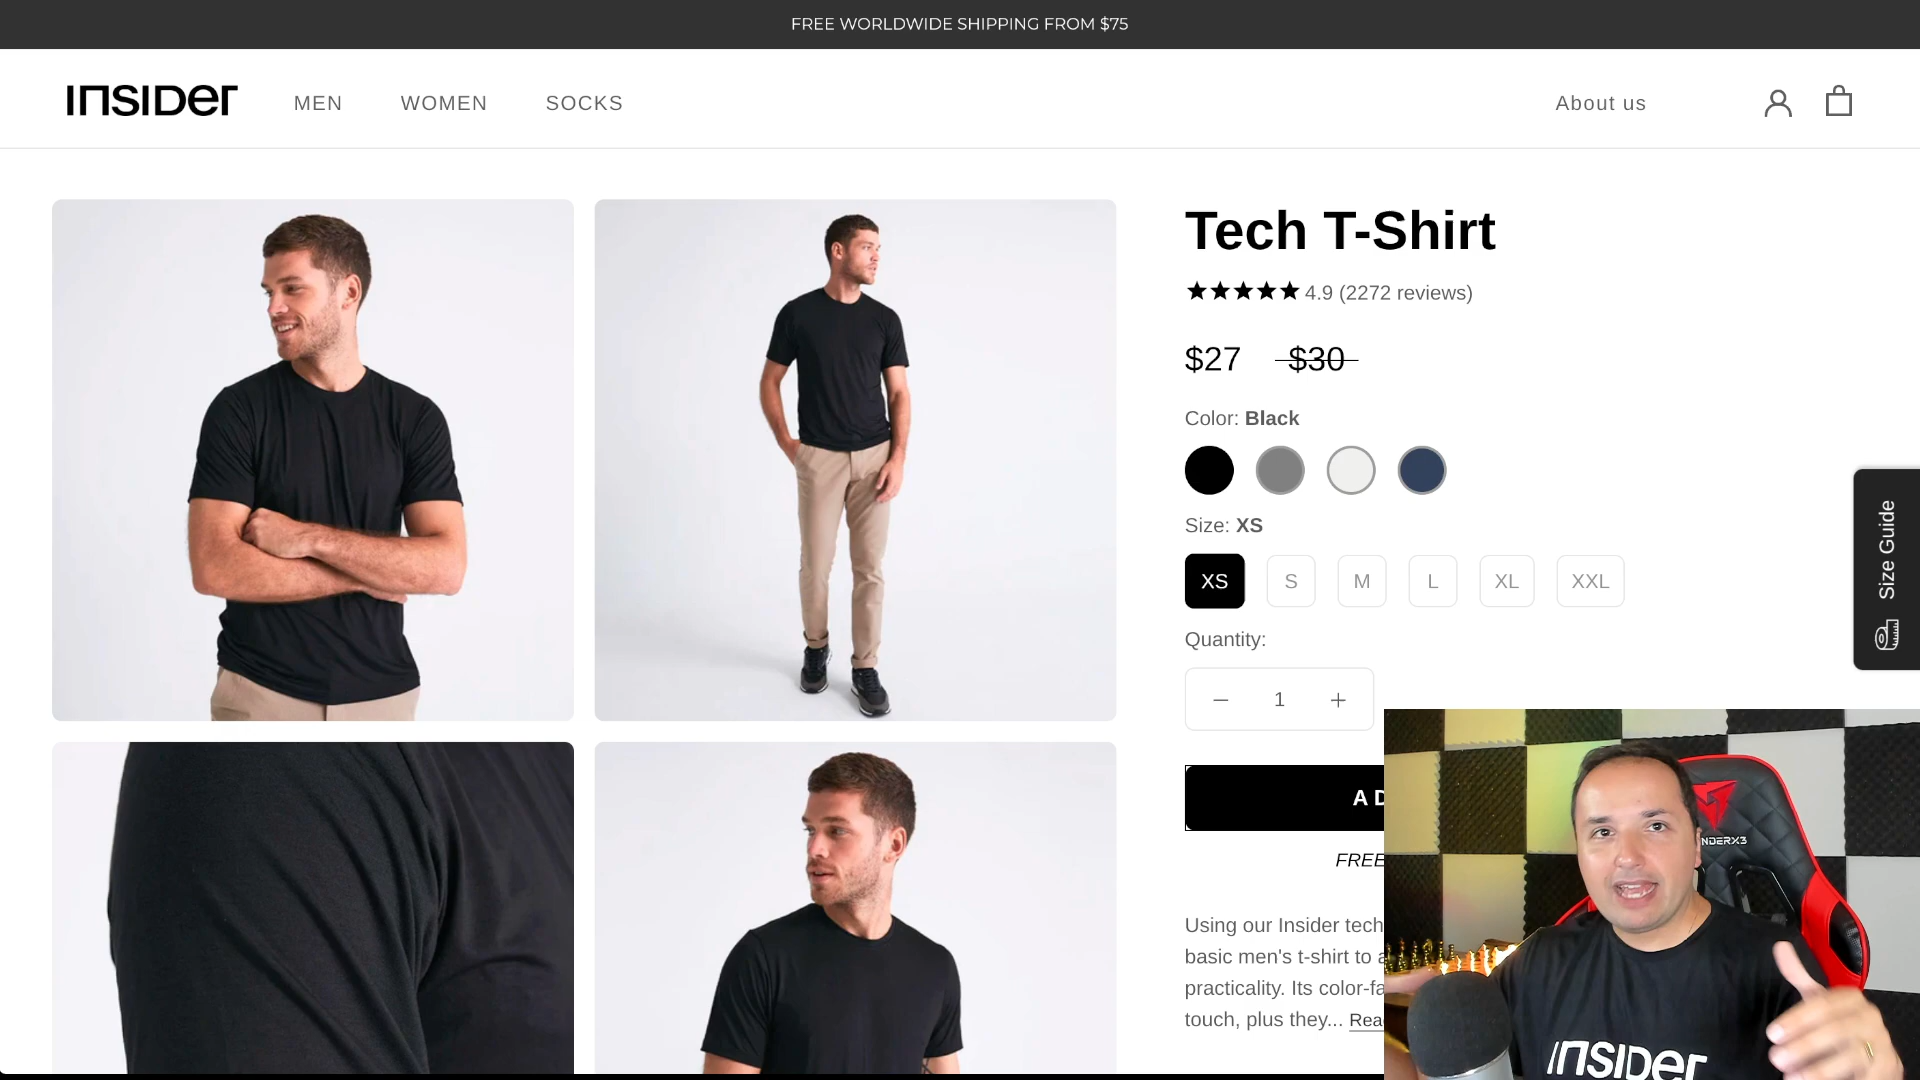 FREE WORLDWIDE SHIPPING FROM $75
INSIDER
MEN
WOMEN
SOCKS
About us
Tech T-Shirt
4.9 (2272 reviews)
$27 $30
Color: Black
Size: XS
XS
S
M
L
XL
XXL
Quantity:
1
Size Guide
FREE
Using our Insider tech
basic men's t-shirt to a
practicality. Its color-fa
touch, plus they... Rea
NDERX3
INSIDER